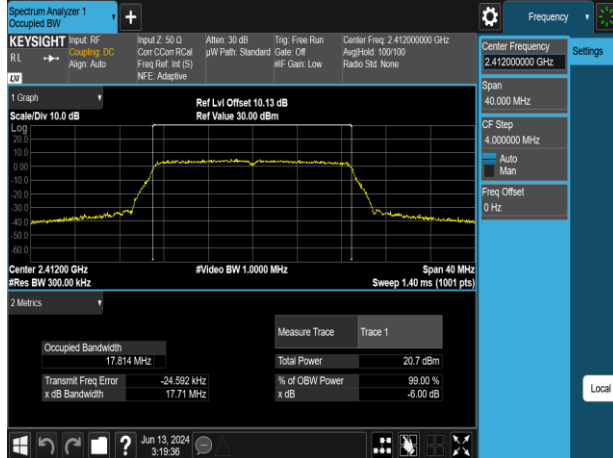 Spectrum Analyzer 1
Occupied BW
+
Frequency
KEYSIGHT
RL
Input: RF
Coupling: DC
Align: Auto
Input Z: 50 Ω
Corr CCorr RCal
Freq Ref: Int (S)
NFE: Adaptive
Atten: 30 dB
µW Path: Standard
Trig: Free Run
Gate: Off
#IF Gain: Low
Center Freq: 2.412000000 GHz
Avg|Hold: 100/100
Radio Std: None
Center Frequency
2.412000000 GHz
Settings
Span
40.000 MHz
CF Step
4.000000 MHz
Auto
Man
Freq Offset
0 Hz
Local
1 Graph
Scale/Div 10.0 dB
Ref Lvl Offset 10.13 dB
Ref Value 30.00 dBm
Log
20.0
10.0
0.00
-10.0
-20.0
-30.0
-40.0
-50.0
-60.0
Center 2.41200 GHz
#Res BW 300.00 kHz
#Video BW 1.0000 MHz
Span 40 MHz
Sweep 1.40 ms (1001 pts)
2 Metrics
Measure Trace
Trace 1
Occupied Bandwidth
17.814 MHz
Total Power
20.7 dBm
Transmit Freq Error
-24.592 kHz
% of OBW Power
99.00 %
x dB Bandwidth
17.71 MHz
x dB
-6.00 dB
?
Jun 13, 2024
3:19:36